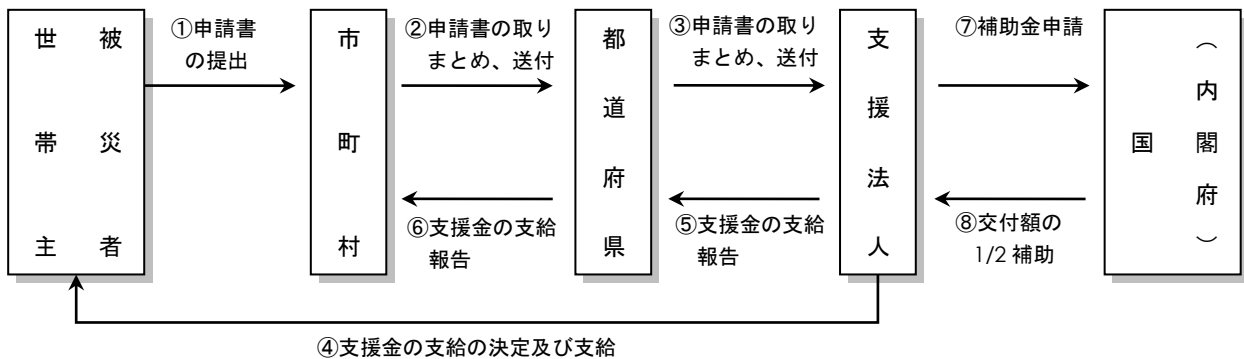 被災者
世帯主
①申請書
の提出
市町村
②申請書の取り
まとめ、送付
都道府県
③申請書の取り
まとめ、送付
支援法人
⑦補助金申請
国
（内閣府）
⑥支援金の支給
報告
⑤支援金の支給
報告
⑧交付額の
1/2 補助
④支援金の支給の決定及び支給